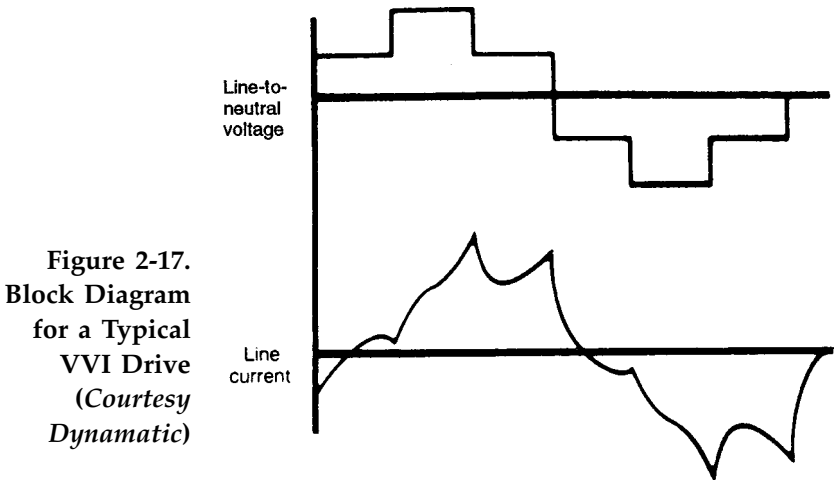 Line-to-
neutral
voltage
Figure 2-17.
Block Diagram
for a Typical
VVI Drive
(Courtesy
Dynamatic)
Line
current